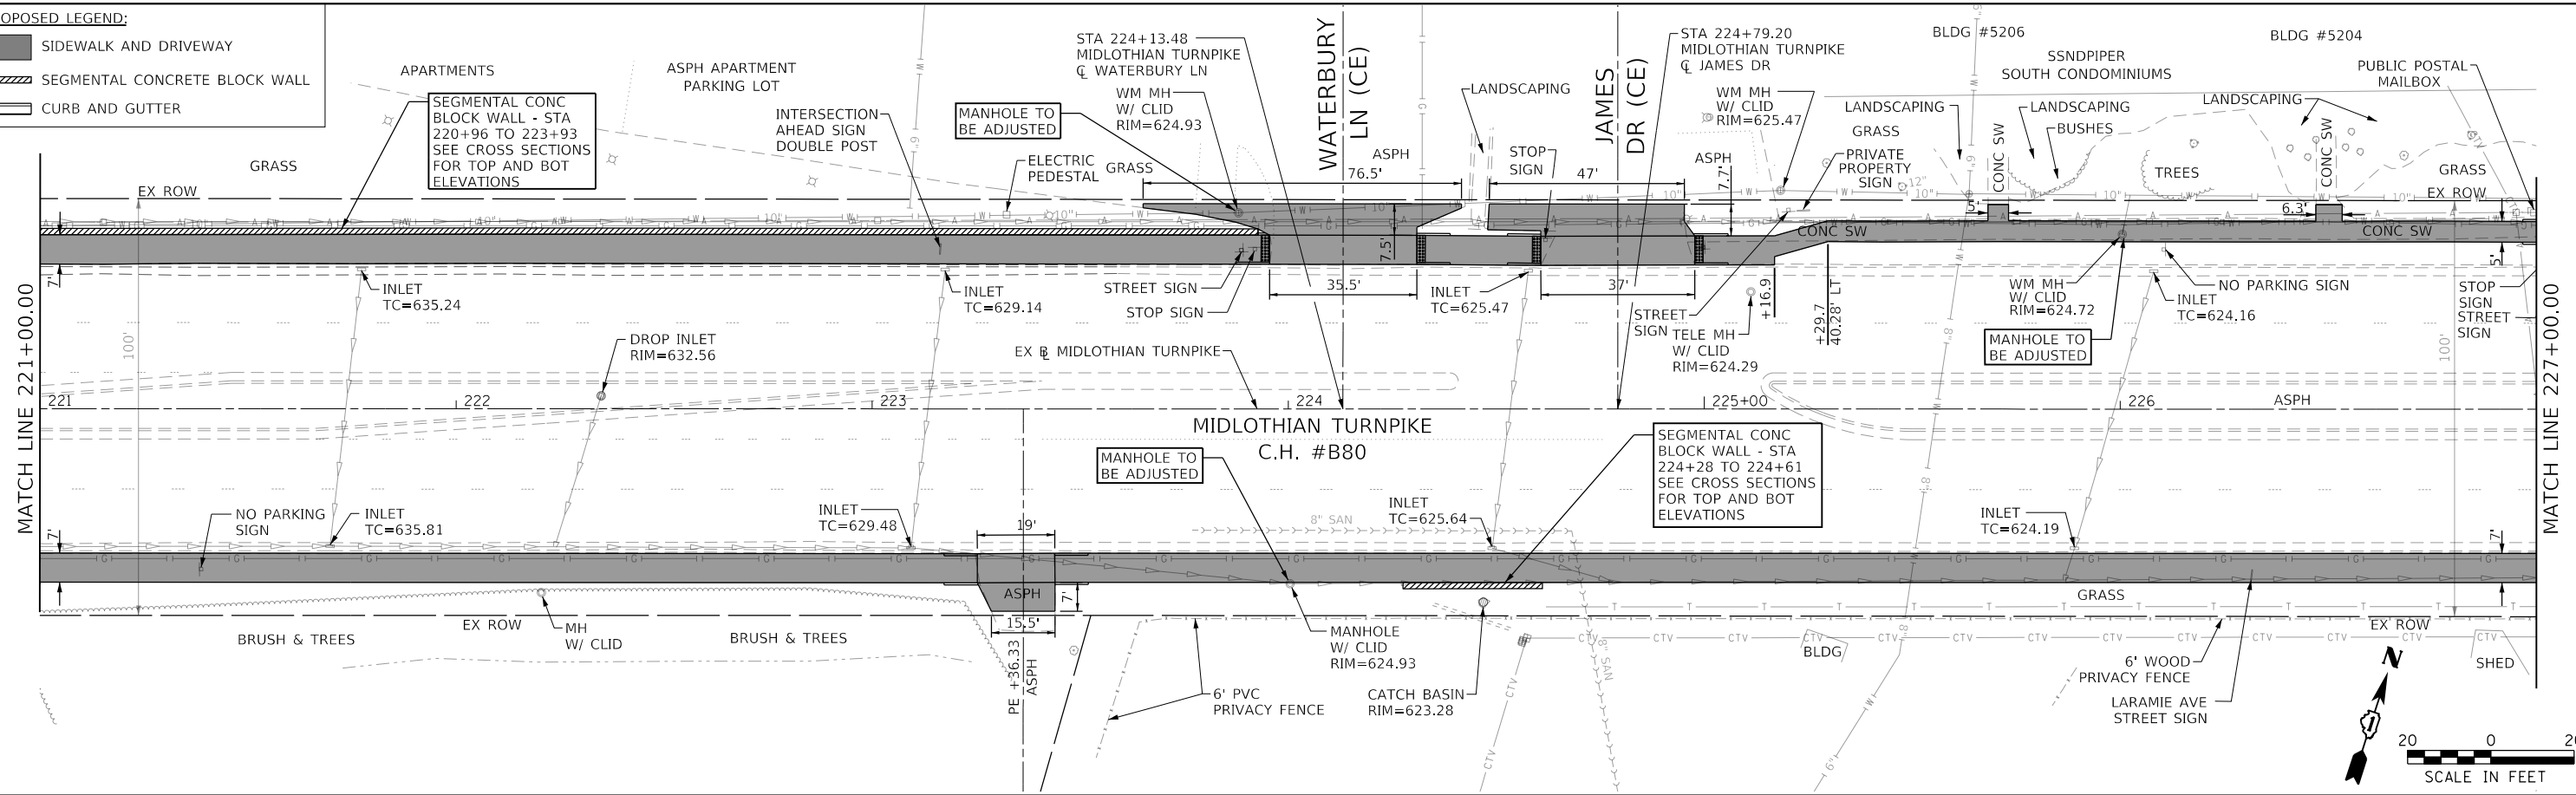 OPOSED LEGEND:
SIDEWALK AND DRIVEWAY
SEGMENTAL CONCRETE BLOCK WALL
CURB AND GUTTER
APARTMENTS
ASPH APARTMENT
PARKING LOT
SEGMENTAL CONC
BLOCK WALL - STA
220+96 TO 223+93
SEE CROSS SECTIONS
FOR TOP AND BOT
ELEVATIONS
GRASS
EX ROW
INTERSECTION
AHEAD SIGN
DOUBLE POST
MANHOLE TO
BE ADJUSTED
ELECTRIC
PEDESTAL
GRASS
STA 224+13.48
MIDLOTHIAN TURNPIKE
℄ WATERBURY LN
WM MH
W/ CLID
RIM=624.93
WATERBURY
LN (CE)
ASPH
76.5'
LANDSCAPING
STOP
SIGN
47'
JAMES
DR (CE)
STA 224+79.20
MIDLOTHIAN TURNPIKE
℄ JAMES DR
WM MH
W/ CLID
RIM=625.47
ASPH
7.7'
GRASS
PRIVATE
PROPERTY
SIGN
BLDG #5206
SSNDPIPER
SOUTH CONDOMINIUMS
BLDG #5204
PUBLIC POSTAL
MAILBOX
LANDSCAPING
LANDSCAPING
BUSHES
LANDSCAPING
CONC SW
CONC SW
TREES
GRASS
EX ROW
5'
6.3'
12"
10"
CONC SW
CONC SW
7'
7.5'
MATCH LINE 221+00.00
100'
INLET
TC=635.24
INLET
TC=629.14
STREET SIGN
STOP SIGN
35.5'
INLET
TC=625.47
37'
STREET
SIGN
TELE MH
W/ CLID
RIM=624.29
+16.9
+29.7
40.28' LT
WM MH
W/ CLID
RIM=624.72
MANHOLE TO
BE ADJUSTED
NO PARKING SIGN
INLET
TC=624.16
5'
STOP
SIGN
STREET
SIGN
100'
MATCH LINE 227+00.00
DROP INLET
RIM=632.56
EX ℄ MIDLOTHIAN TURNPIKE
221
222
223
224
225+00
226
ASPH
MIDLOTHIAN TURNPIKE
C.H. #B80
MANHOLE TO
BE ADJUSTED
SEGMENTAL CONC
BLOCK WALL - STA
224+28 TO 224+61
SEE CROSS SECTIONS
FOR TOP AND BOT
ELEVATIONS
7'
NO PARKING
SIGN
INLET
TC=635.81
INLET
TC=629.48
19'
8" SAN
INLET
TC=625.64
INLET
TC=624.19
7'
ASPH
7'
15.5'
GRASS
EX ROW
BRUSH & TREES
EX ROW
MH
W/ CLID
BRUSH & TREES
PE +36.33
ASPH
6' PVC
PRIVACY FENCE
MANHOLE
W/ CLID
RIM=624.93
CATCH BASIN
RIM=623.28
8" SAN
CTV
BLDG
6' WOOD
PRIVACY FENCE
LARAMIE AVE
STREET SIGN
SHED
N
20 0 20
SCALE IN FEET